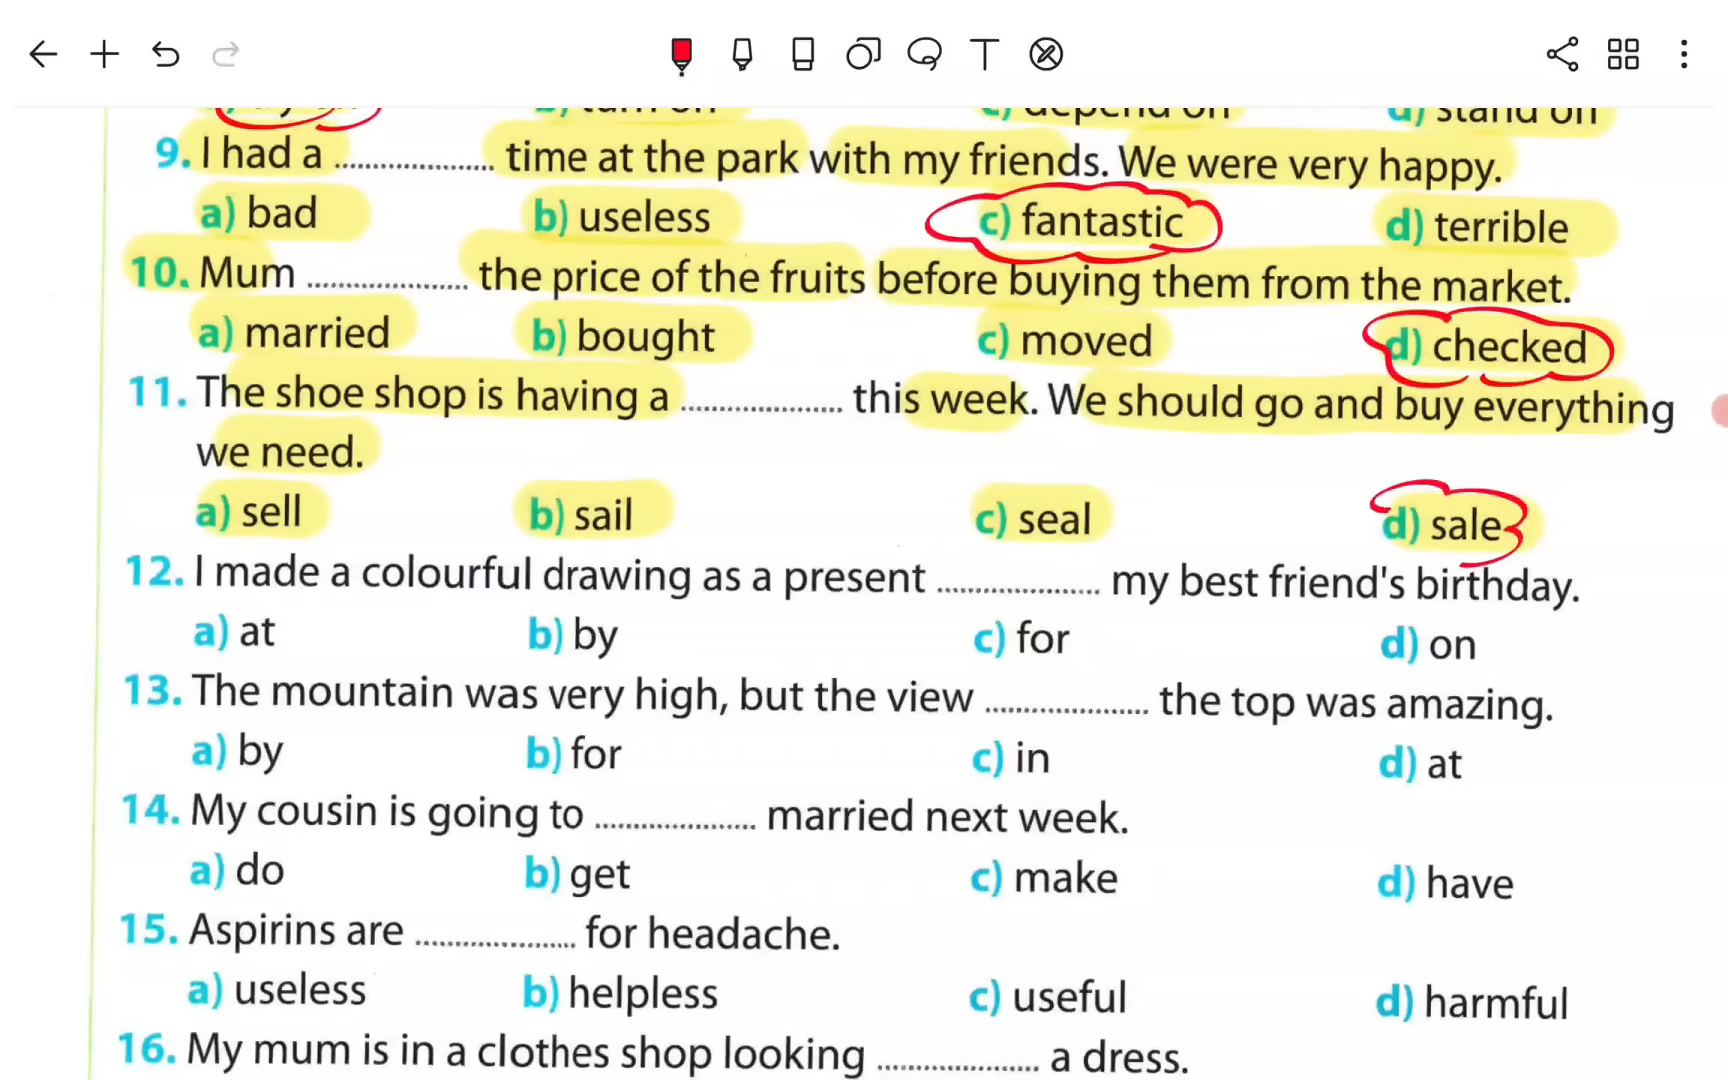 b) turn on c) depend on d) stand on
9. I had a .................. time at the park with my friends. We were very happy.
a) bad b) useless c) fantastic d) terrible
10. Mum .................. the price of the fruits before buying them from the market.
a) married b) bought c) moved d) checked
11. The shoe shop is having a .................. this week. We should go and buy everything
we need.
a) sell b) sail c) seal d) sale
12. I made a colourful drawing as a present .................. my best friend's birthday.
a) at b) by c) for d) on
13. The mountain was very high, but the view .................. the top was amazing.
a) by b) for c) in d) at
14. My cousin is going to .................. married next week.
a) do b) get c) make d) have
15. Aspirins are .................. for headache.
a) useless b) helpless c) useful d) harmful
16. My mum is in a clothes shop looking .................. a dress.